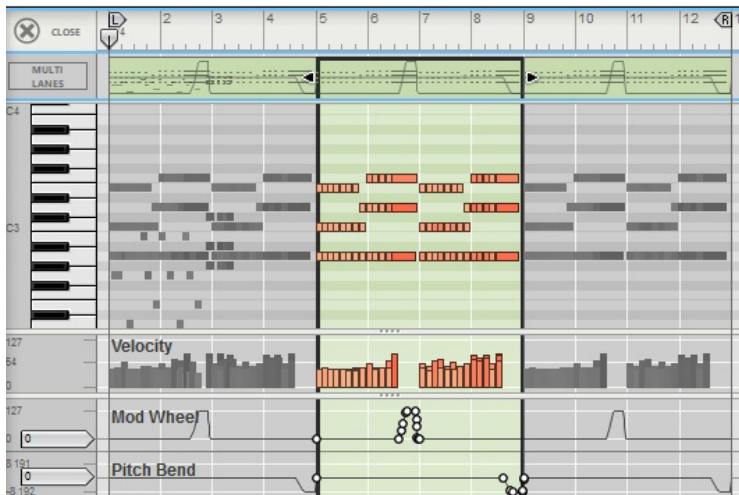 L 2 3 4 5 6 7 8 9 10 11 12 R
4
CLOSE
MULTI
LANES
C4
C3
127
64
0
Velocity
127
0
0
Mod Wheel
8 191
0
-8 192
Pitch Bend